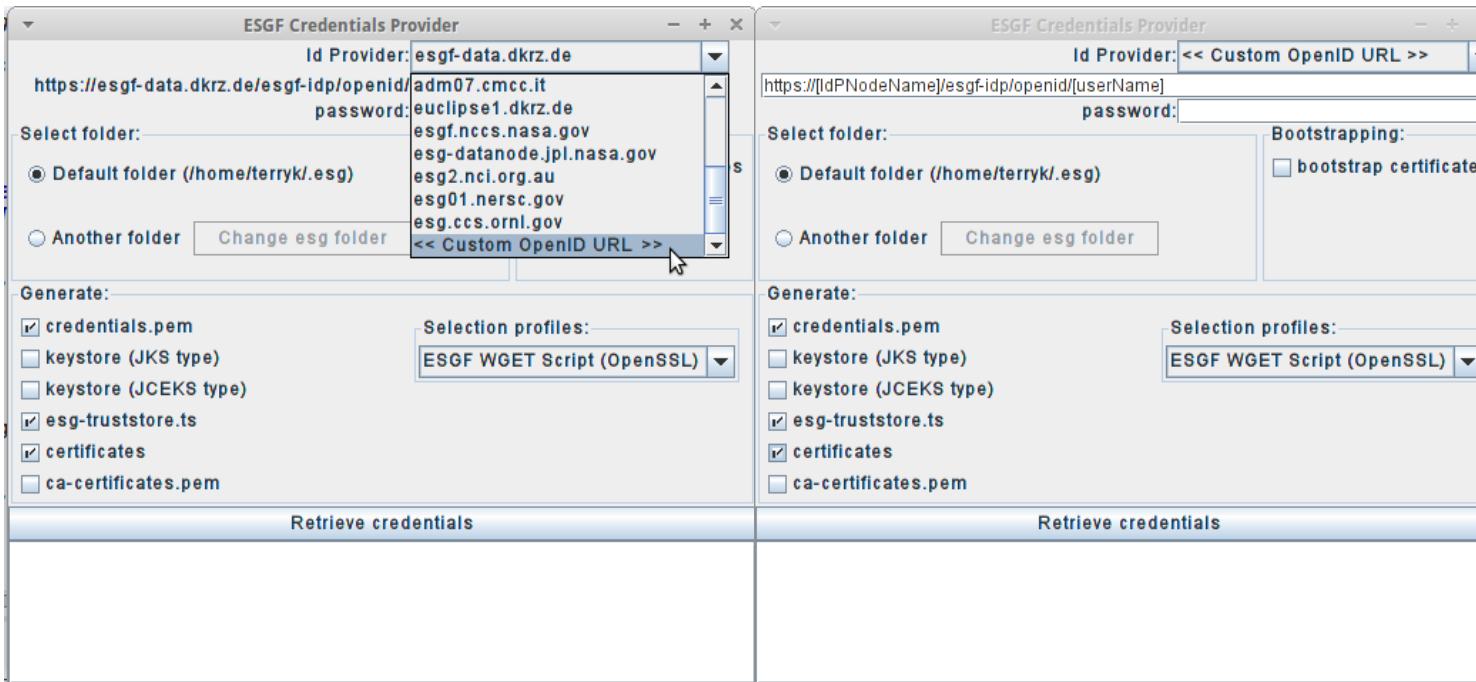 ESGF Credentials Provider
Id Provider: esgf-data.dkrz.de
https://esgf-data.dkrz.de/esgf-idp/openid/
adm07.cmcc.it
password:
euclipse1.dkrz.de
esgf.nccs.nasa.gov
esg-datanode.jpl.nasa.gov
esg2.nci.org.au
esg01.nersc.gov
esg.ccs.ornl.gov
<< Custom OpenID URL >>
Select folder:
Default folder (/home/terryk/.esg)
Another folder
Change esg folder
Generate:
credentials.pem
keystore (JKS type)
keystore (JCEKS type)
esg-truststore.ts
certificates
ca-certificates.pem
Selection profiles:
ESGF WGET Script (OpenSSL)
Retrieve credentials
ESGF Credentials Provider
Id Provider: << Custom OpenID URL >>
https://[IdPNodeName]/esgf-idp/openid/[userName]
password:
Select folder:
Default folder (/home/terryk/.esg)
Another folder
Change esg folder
Bootstrapping:
bootstrap certificate
Generate:
credentials.pem
keystore (JKS type)
keystore (JCEKS type)
esg-truststore.ts
certificates
ca-certificates.pem
Selection profiles:
ESGF WGET Script (OpenSSL)
Retrieve credentials